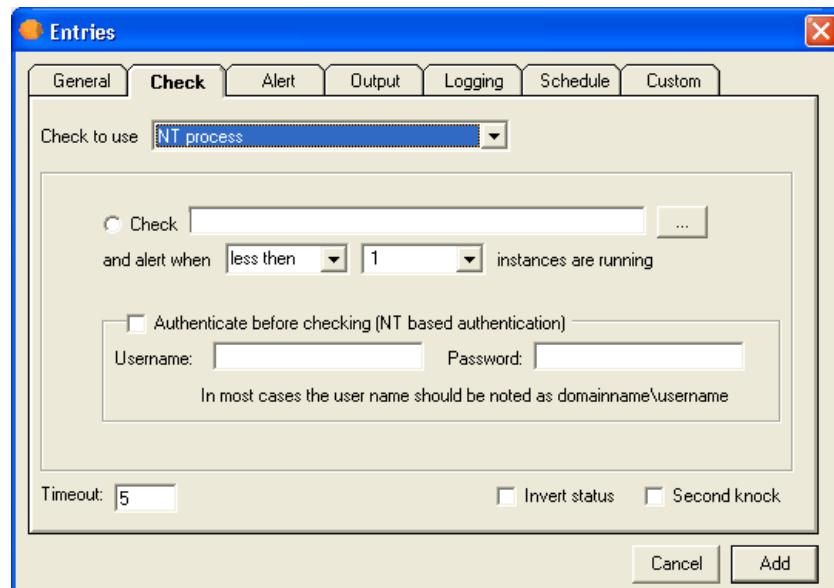 Entries
General Check Alert Output Logging Schedule Custom
Check to use NT process
Check ...
and alert when less then 1 instances are running
Authenticate before checking (NT based authentication)
Username: Password:
In most cases the user name should be noted as domainname\username
Timeout: 5 Invert status Second knock
Cancel Add